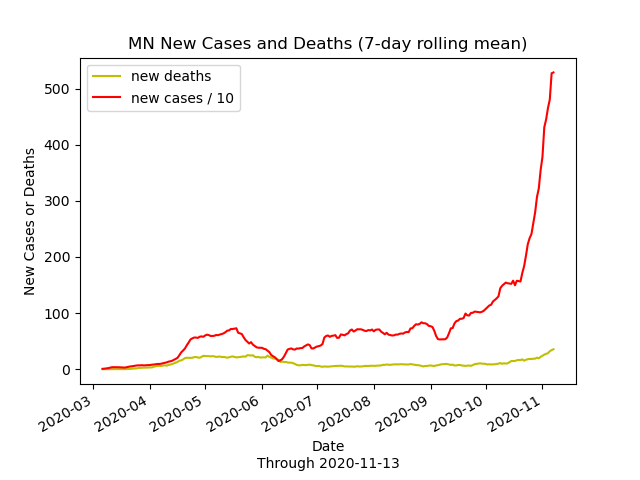 MN New Cases and Deaths (7-day rolling mean)
new deaths
new cases / 10
New Cases or Deaths
500
400
300
200
100
0
2020-03
2020-04
2020-05
2020-06
2020-07
2020-08
2020-09
2020-10
2020-11
Date
Through 2020-11-13